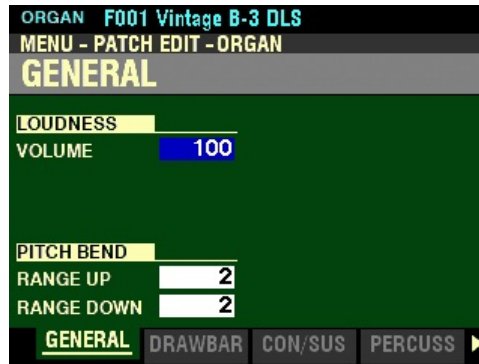 ORGAN F001 Vintage B-3 DLS
MENU - PATCH EDIT - ORGAN
GENERAL
LOUDNESS
VOLUME 100
PITCH BEND
RANGE UP 2
RANGE DOWN 2
GENERAL DRAWBAR CON/SUS PERCUSS